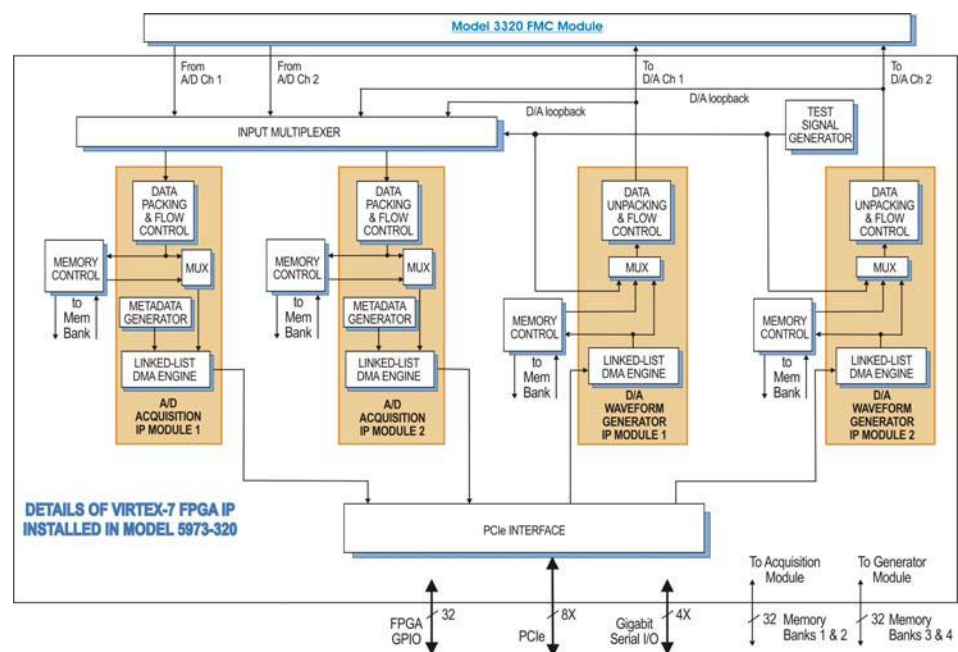 Model 3320 FMC Module
From
A/D Ch 1
From
A/D Ch 2
To
D/A Ch 1
To
D/A Ch 2
D/A loopback
D/A loopback
INPUT MULTIPLEXER
TEST
SIGNAL
GENERATOR
DATA
PACKING
& FLOW
CONTROL
MEMORY
CONTROL
MUX
to
Mem
Bank
METADATA
GENERATOR
LINKED-LIST
DMA ENGINE
A/D
ACQUISITION
IP MODULE 1
DATA
PACKING
& FLOW
CONTROL
MEMORY
CONTROL
MUX
to
Mem
Bank
METADATA
GENERATOR
LINKED-LIST
DMA ENGINE
A/D
ACQUISITION
IP MODULE 2
DATA
UNPACKING
& FLOW
CONTROL
MUX
MEMORY
CONTROL
to
Mem
Bank
LINKED-LIST
DMA ENGINE
D/A
WAVEFORM
GENERATOR
IP MODULE 1
DATA
UNPACKING
& FLOW
CONTROL
MUX
MEMORY
CONTROL
to
Mem
Bank
LINKED-LIST
DMA ENGINE
D/A
WAVEFORM
GENERATOR
IP MODULE 2
DETAILS OF VIRTEX-7 FPGA IP
INSTALLED IN MODEL 5973-320
PCIe INTERFACE
To Acquisition
Module
To Generator
Module
FPGA
GPIO
32
PCIe
8X
Gigabit
Serial I/O
4X
32
Memory
Banks 1 & 2
32
Memory
Banks 3 & 4